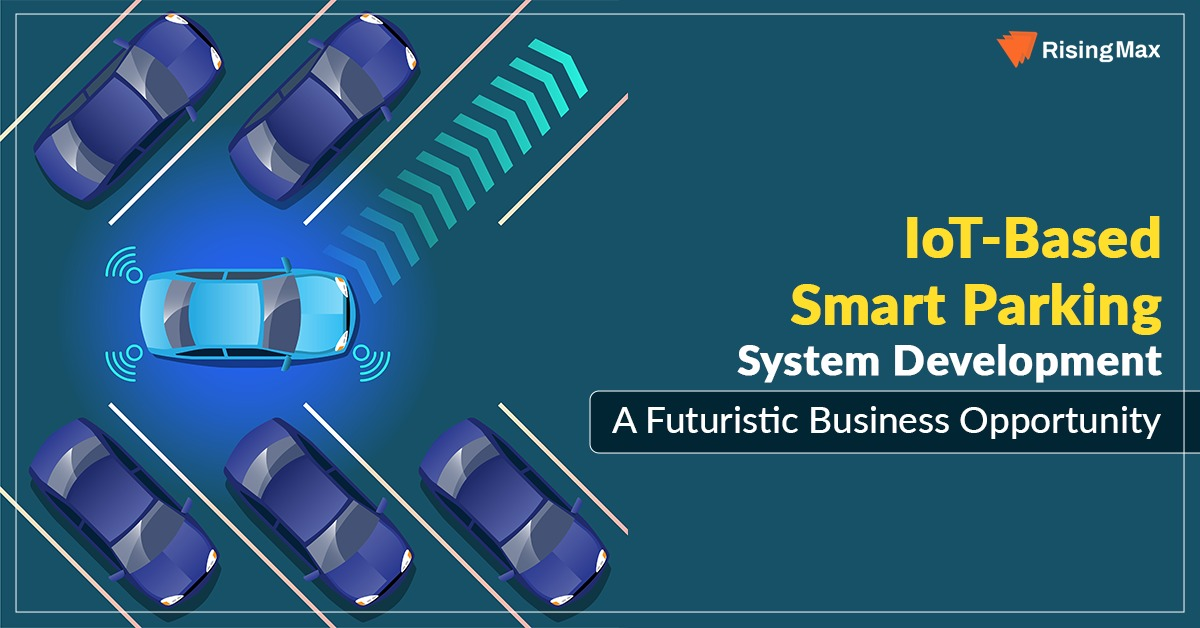 RisingMax
IoT-Based
Smart Parking
System Development
A Futuristic Business Opportunity